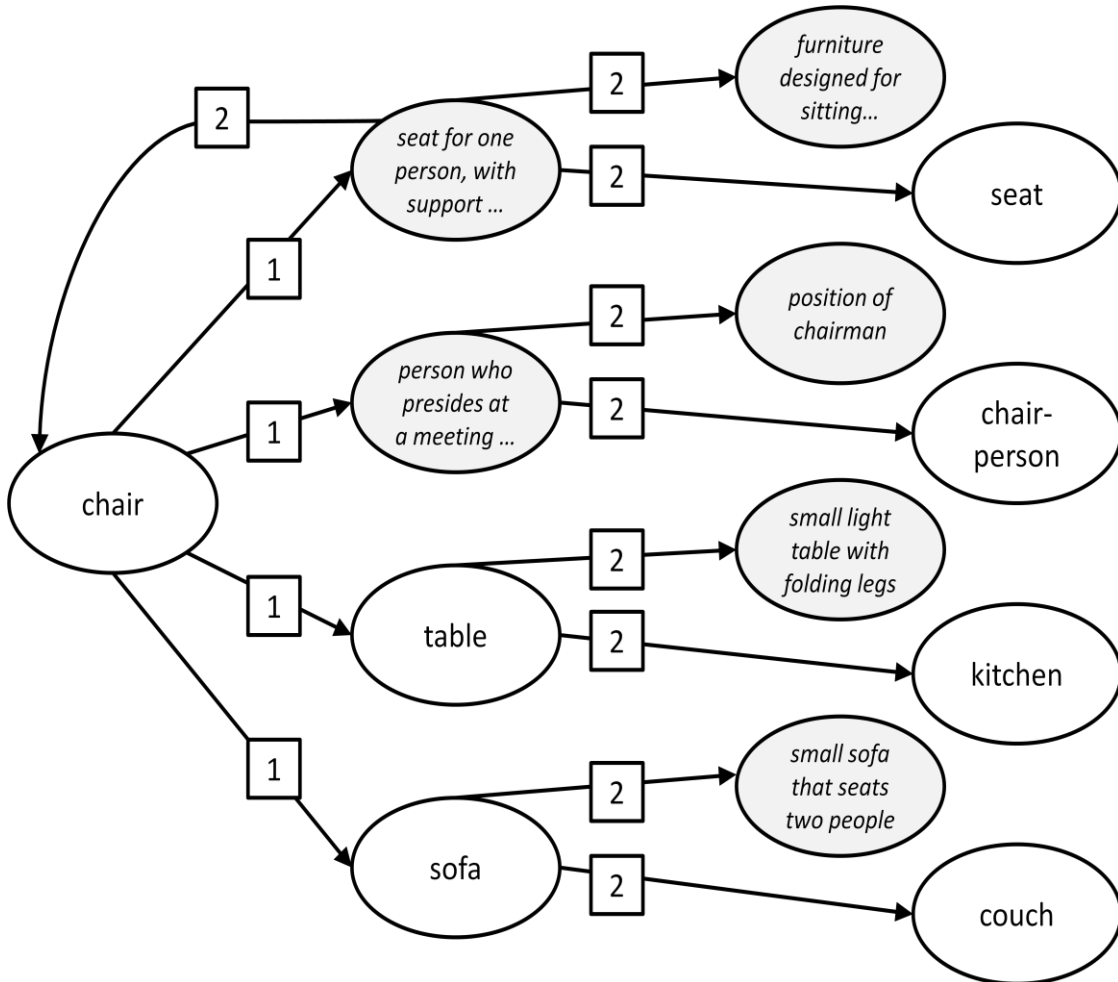 furniture
designed for
sitting...
2
2
seat for one
person, with
support ...
2
seat
1
position of
chairman
2
person who
presides at
a meeting ...
2
1
chair-
person
chair
small light
table with
folding legs
2
1
table
2
kitchen
small sofa
that seats
two people
1
2
sofa
2
couch